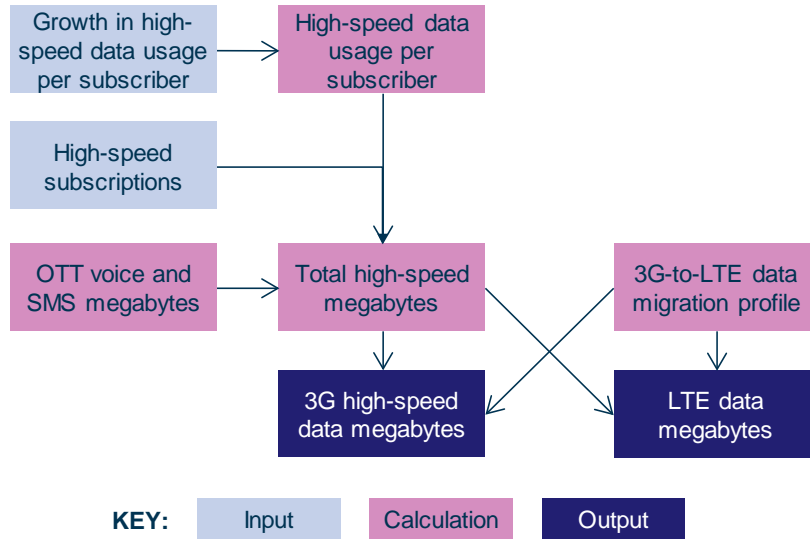 Growth in high-
speed data usage
per subscriber
High-speed data
usage per
subscriber
High-speed
subscriptions
OTT voice and
SMS megabytes
Total high-speed
megabytes
3G-to-LTE data
migration profile
3G high-speed
data megabytes
LTE data
megabytes
KEY:
Input
Calculation
Output